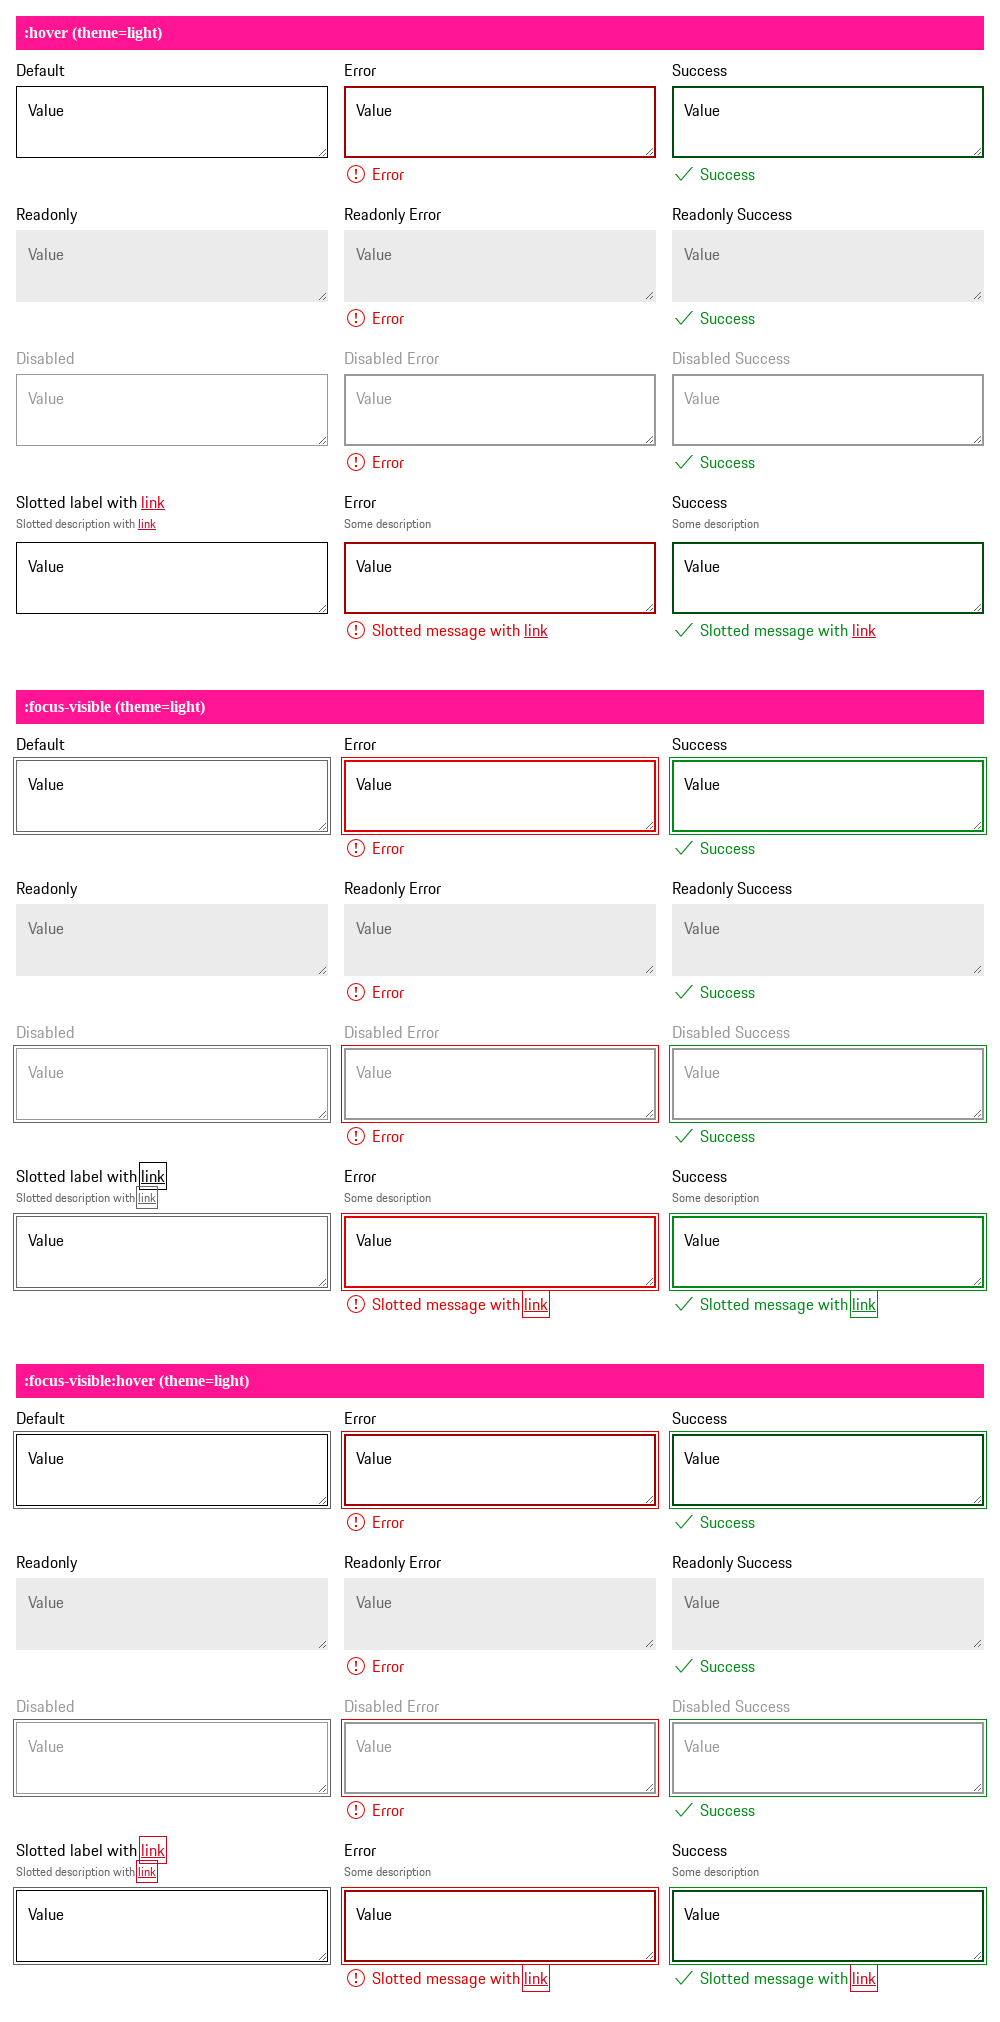 :hover (theme=light)
Default Error Success
Value Value Value
Error Success
Readonly Readonly Error Readonly Success
Value Value Value
Error Success
Disabled Disabled Error Disabled Success
Value Value Value
Error Success
Slotted label with link Error Success
Slotted description with link Some description Some description
Value Value Value
Slotted message with link Slotted message with link
:focus-visible (theme=light)
Default Error Success
Value Value Value
Error Success
Readonly Readonly Error Readonly Success
Value Value Value
Error Success
Disabled Disabled Error Disabled Success
Value Value Value
Error Success
Slotted label with link Error Success
Slotted description with link Some description Some description
Value Value Value
Slotted message with link Slotted message with link
:focus-visible:hover (theme=light)
Default Error Success
Value Value Value
Error Success
Readonly Readonly Error Readonly Success
Value Value Value
Error Success
Disabled Disabled Error Disabled Success
Value Value Value
Error Success
Slotted label with link Error Success
Slotted description with link Some description Some description
Value Value Value
Slotted message with link Slotted message with link